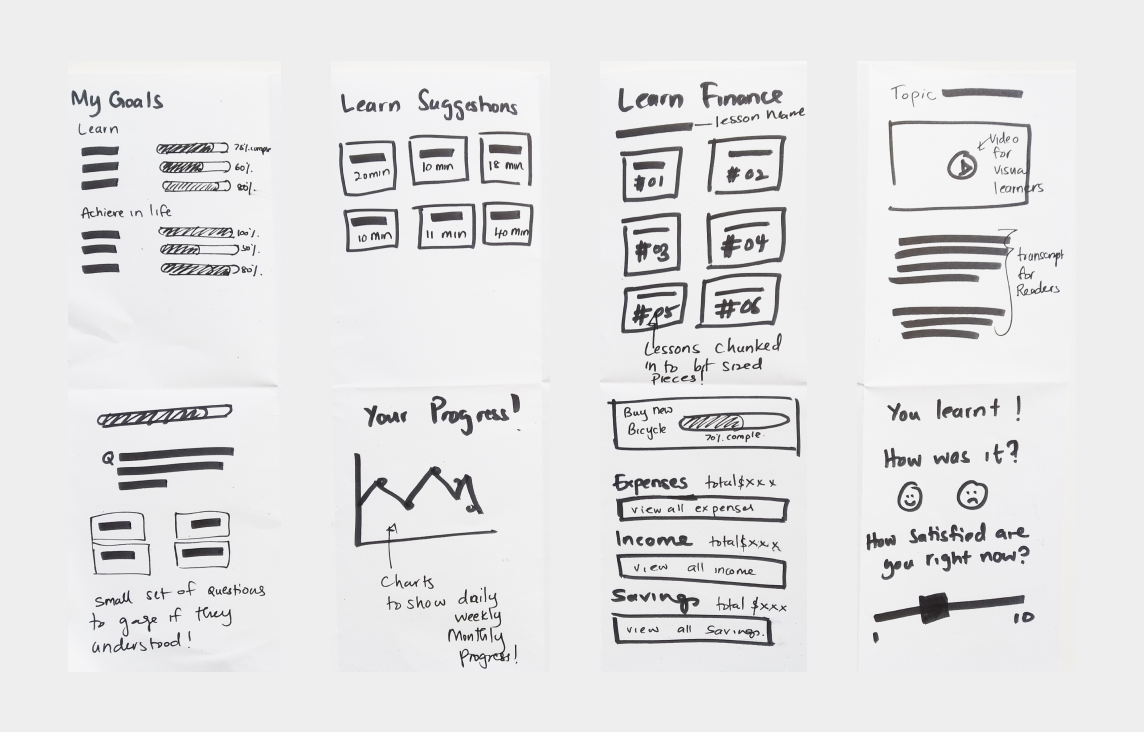 My Goals
Learn
75% comple
60%.
80%.
Achieve in life
100%.
50%.
80%.
Learn Suggestions
20min
10 min
18 min
10 min
11 min
40 min
Learn Finance
lesson name
#01
#02
#03
#04
#05
#06
Lessons chunked
in to bit sized
Pieces!
Topic
Video
for
visual
learners
transcript
for
Readers
Q
Small set of questions
to gage if they
understood!
Your Progress!
Charts
to show daily
weekly
Monthly
Progress!
Buy new
Bicycle
70%. comple.
Expenses total $xxx
view all expenses
Income total $xxx
view all income
Savings total $xxx
view all savings.
You learnt !
How was it?
How satisfied are
you right now?
1
10